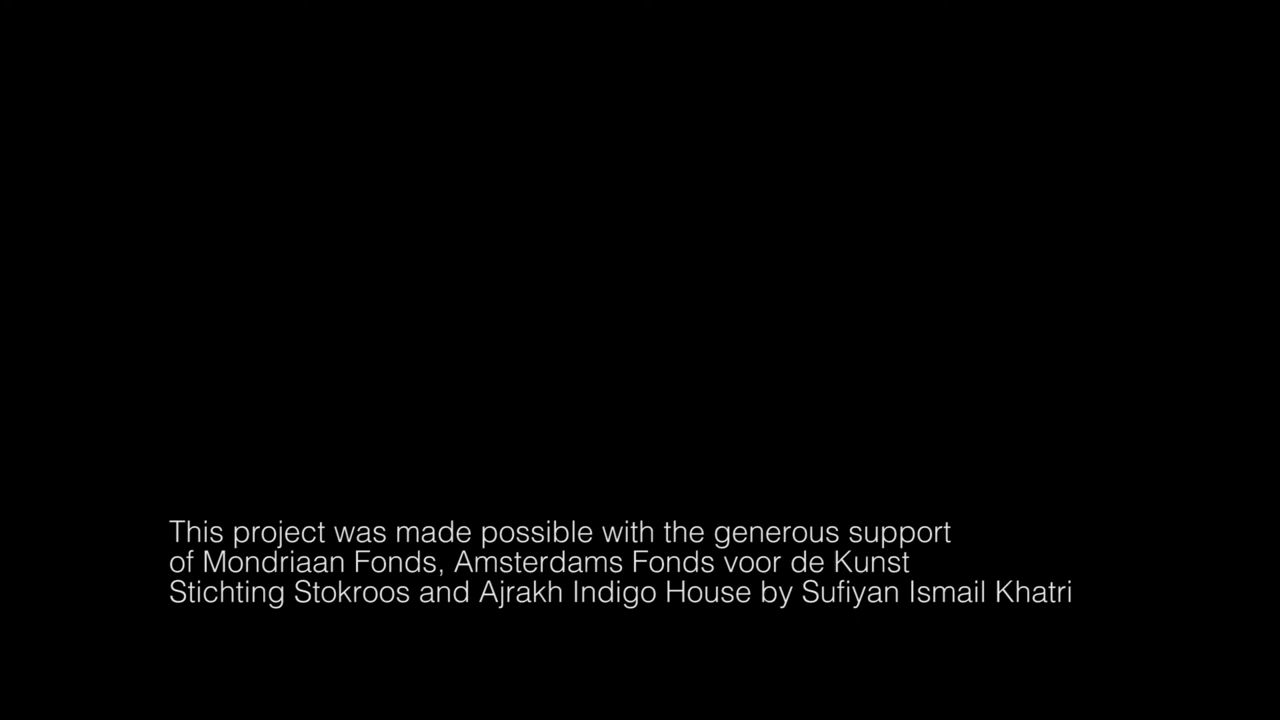 This project was made possible with the generous support
of Mondriaan Fonds, Amsterdams Fonds voor de Kunst
Stichting Stokroos and Ajrakh Indigo House by Sufiyan Ismail Khatri